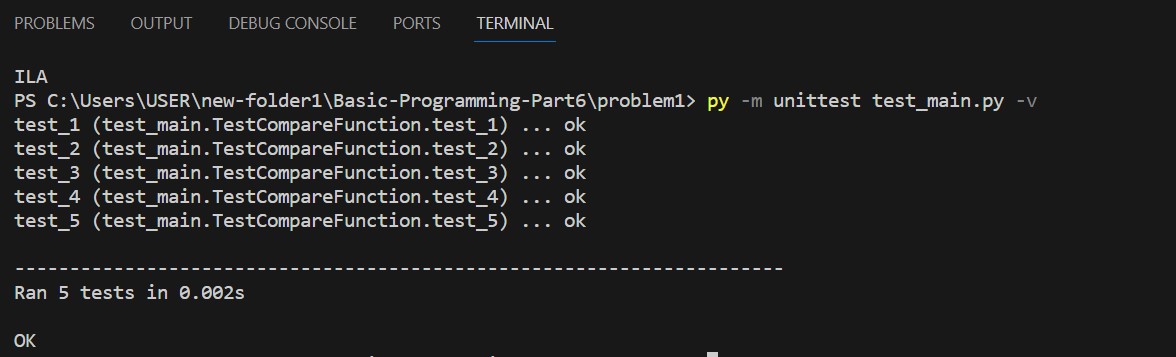 PROBLEMS OUTPUT DEBUG CONSOLE PORTS TERMINAL
ILA
PS C:\Users\USER\new-folder1\Basic-Programming-Part6\problem1> py -m unittest test_main.py -v
test_1 (test_main.TestCompareFunction.test_1) ... ok
test_2 (test_main.TestCompareFunction.test_2) ... ok
test_3 (test_main.TestCompareFunction.test_3) ... ok
test_4 (test_main.TestCompareFunction.test_4) ... ok
test_5 (test_main.TestCompareFunction.test_5) ... ok
----------------------------------------------------------------------
Ran 5 tests in 0.002s
OK